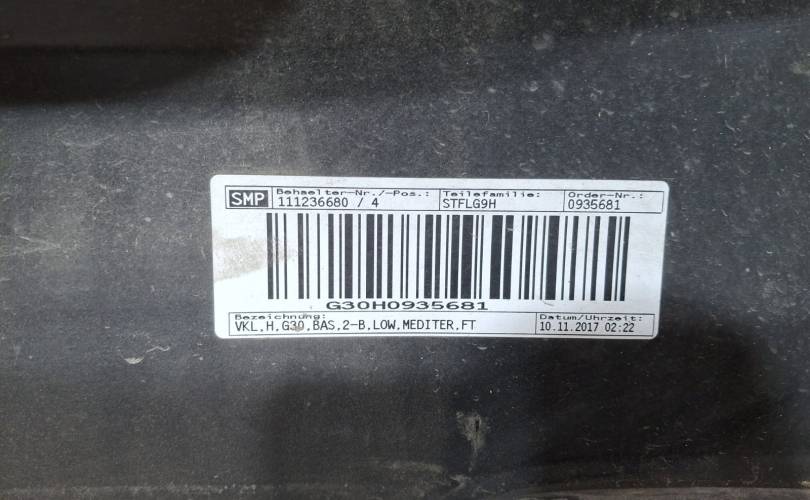 SMP Behaelter-Nr./-Pos.: Teilefamilie: Order-Nr.:
111236680 / 4 STFLG9H 0935681
G30H0935681
Bezeichnung: Datum/Uhrzeit:
VKL,H,G30,BAS,2-B,LOW,MEDITER,FT 10.11.2017 02:22